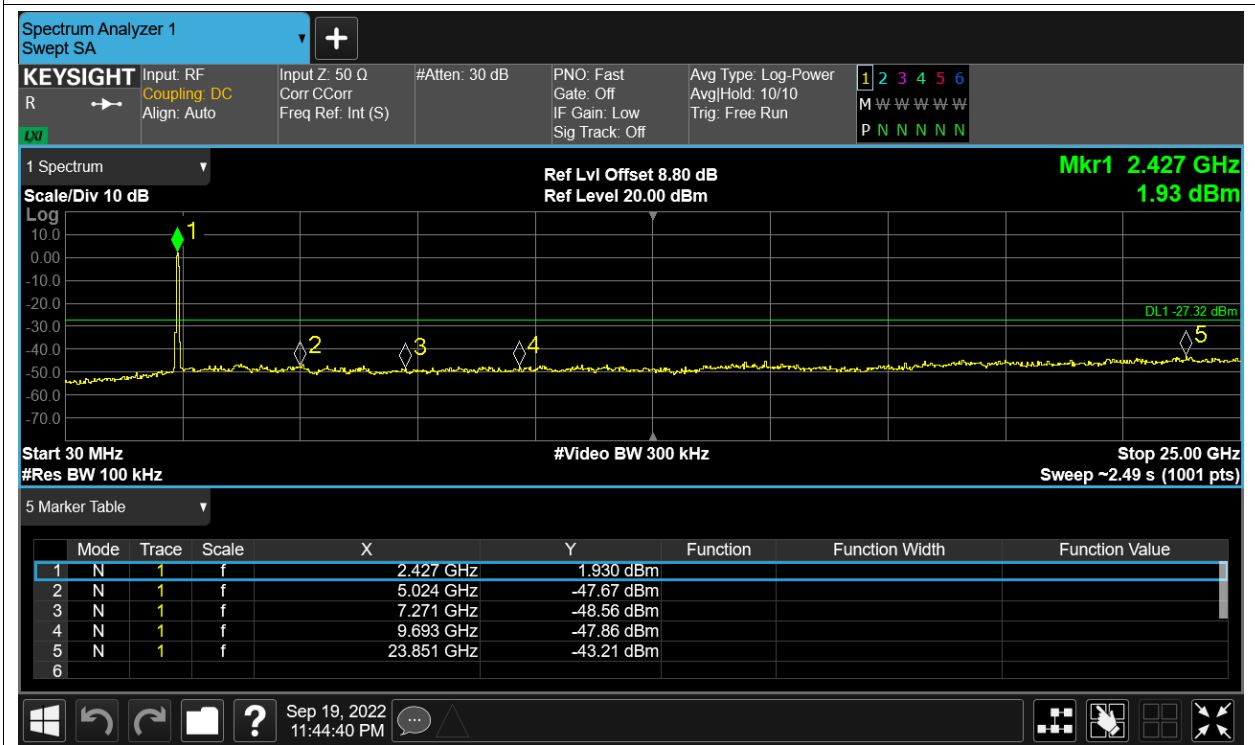 Spectrum Analyzer 1
Swept SA
+
KEYSIGHT Input: RF Input Z: 50 Ω #Atten: 30 dB PNO: Fast Avg Type: Log-Power 1 2 3 4 5 6
R Coupling: DC Corr CCorr Gate: Off Avg|Hold: 10/10 M W W W W W
Align: Auto Freq Ref: Int (S) IF Gain: Low Trig: Free Run
LXI Sig Track: Off P N N N N N
1 Spectrum Ref Lvl Offset 8.80 dB Mkr1 2.427 GHz
Scale/Div 10 dB Ref Level 20.00 dBm 1.93 dBm
Log
10.0 1
0.00
-10.0
-20.0
DL1 -27.32 dBm
-30.0
-40.0 2 3 4 5
-50.0
-60.0
-70.0
Start 30 MHz #Video BW 300 kHz Stop 25.00 GHz
#Res BW 100 kHz Sweep ~2.49 s (1001 pts)
5 Marker Table
Mode Trace Scale X Y Function Function Width Function Value
1 N 1 f 2.427 GHz 1.930 dBm
2 N 1 f 5.024 GHz -47.67 dBm
3 N 1 f 7.271 GHz -48.56 dBm
4 N 1 f 9.693 GHz -47.86 dBm
5 N 1 f 23.851 GHz -43.21 dBm
6
? Sep 19, 2022
11:44:40 PM